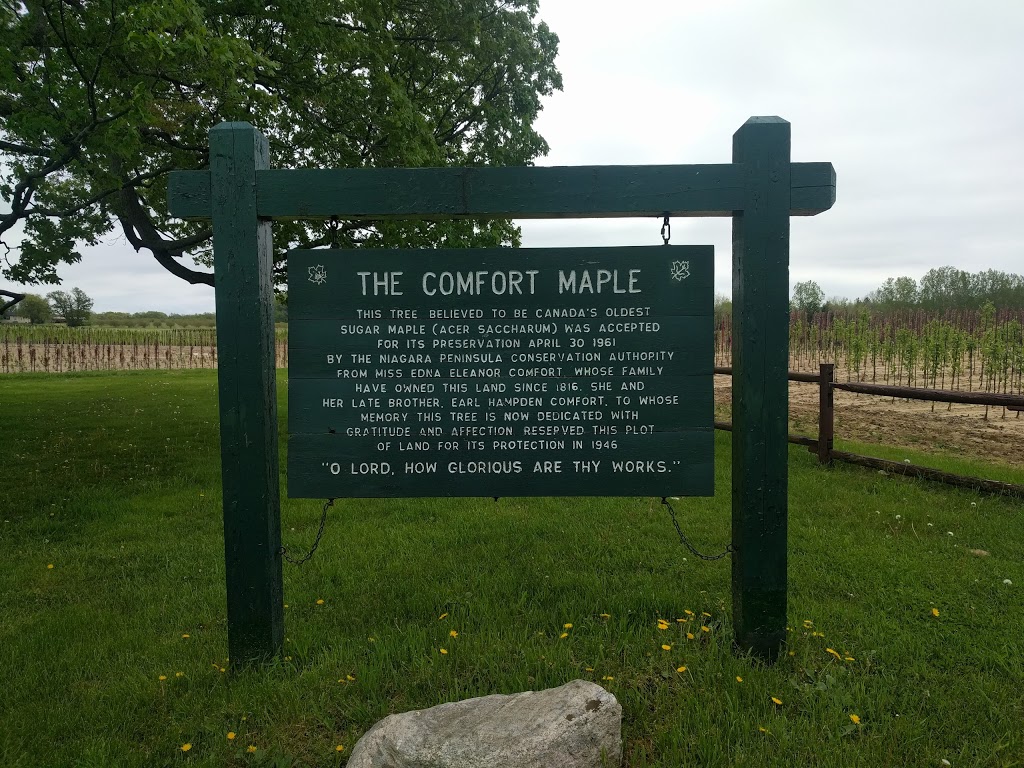 THE COMFORT MAPLE
THIS TREE BELIEVED TO BE CANADA'S OLDEST
SUGAR MAPLE (ACER SACCHARUM) WAS ACCEPTED
FOR ITS PRESERVATION APRIL 30 1961
BY THE NIAGARA PENINSULA CONSERVATION AUTHORITY
FROM MISS EDNA ELEANOR COMFORT, WHOSE FAMILY
HAVE OWNED THIS LAND SINCE 1816. SHE AND
HER LATE BROTHER, EARL HAMPDEN COMFORT, TO WHOSE
MEMORY THIS TREE IS NOW DEDICATED WITH
GRATITUDE AND AFFECTION RESERVED THIS PLOT
OF LAND FOR ITS PROTECTION IN 1946
"O LORD, HOW GLORIOUS ARE THY WORKS."